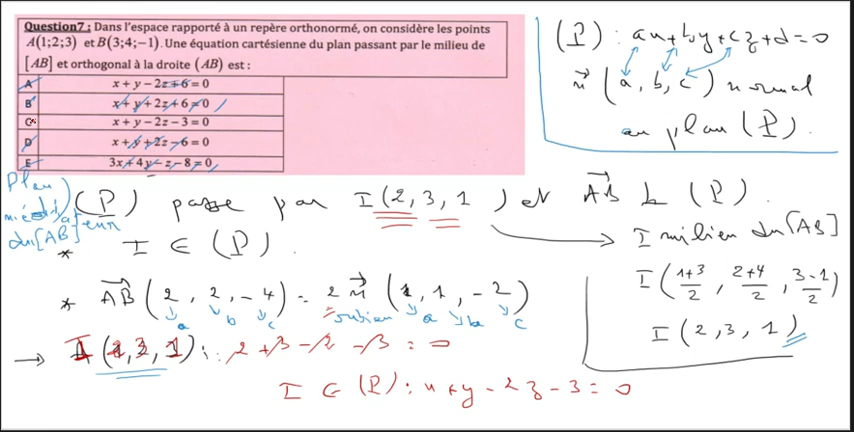 Question7 : Dans l'espace rapporté à un repère orthonormé, on considère les points
A(1;2;3) et B(3;4;−1). Une équation cartésienne du plan passant par le milieu de
[AB] et orthogonal à la droite (AB) est :
A x + y − 2z + 6 = 0
B x + y + 2z + 6 = 0
C x + y − 2z − 3 = 0
D x + y + 2z − 6 = 0
E 3x + 4y − z − 8 = 0
(P) : ax + by + cz + d = 0
n⃗ (a, b, c) normal
au plan (P).
Plan
médiateur
du [AB]
(P) passe par I(2, 3, 1) et AB⃗ ⊥ (P).
* I ∈ (P).
I milieu du [AB]
I(1+3/2, 2+4/2, 3-1/2)
I(2, 3, 1)
* AB⃗ (2, 2, -4) = 2 n⃗ (1, 1, -2)
a b c
a b c
→ I (2, 3, 1) : 2 + 3 - 2 - 3 = 0
I ∈ (P) : x + y - 2z - 3 = 0